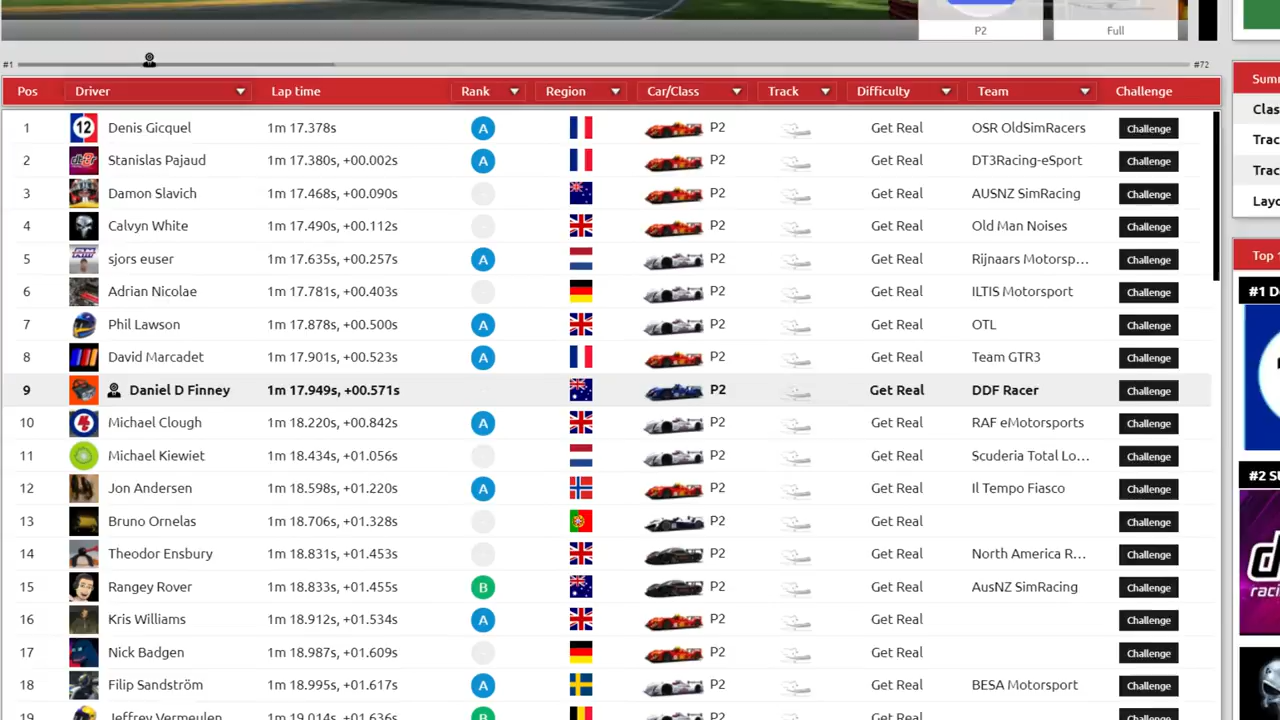 P2 Full
#1 #72
Pos Driver Lap time Rank Region Car/Class Track Difficulty Team Challenge
1 12 Denis Gicquel 1m 17.378s A P2 Get Real OSR OldSimRacers Challenge
2 Stanislas Pajaud 1m 17.380s, +00.002s A P2 Get Real DT3Racing-eSport Challenge
3 Damon Slavich 1m 17.468s, +00.090s P2 Get Real AUSNZ SimRacing Challenge
4 Calvyn White 1m 17.490s, +00.112s P2 Get Real Old Man Noises Challenge
5 sjors euser 1m 17.635s, +00.257s A P2 Get Real Rijnaars Motorsp... Challenge
6 Adrian Nicolae 1m 17.781s, +00.403s P2 Get Real ILTIS Motorsport Challenge
7 Phil Lawson 1m 17.878s, +00.500s A P2 Get Real OTL Challenge
8 David Marcadet 1m 17.901s, +00.523s A P2 Get Real Team GTR3 Challenge
9 Daniel D Finney 1m 17.949s, +00.571s P2 Get Real DDF Racer Challenge
10 Michael Clough +00.842s A P2 Get Real RAF eMotorsports Challenge
11 Michael Kiewiet 1m 18.434s, +01.056s P2 Get Real Scuderia Total Lo... Challenge
12 Jon Andersen 1m 18.598s, +01.220s A P2 Get Real Il Tempo Fiasco Challenge
13 Bruno Ornelas 1m 18.706s, +01.328s P2 Get Real Challenge
14 Theodor Ensbury 1m 18.831s, +01.453s P2 Get Real North America R... Challenge
15 Rangey Rover 1m 18.833s, +01.455s B P2 Get Real AusNZ SimRacing Challenge
16 Kris Williams A P2 Get Real Challenge
17 Nick Badgen 1m 18.987s, +01.609s P2 Get Real Challenge
18 Filip Sandström A P2 Get Real BESA Motorsport Challenge
19 Jeffrey Vermeulen B P2 Get Real Challenge
Top
#1
#2